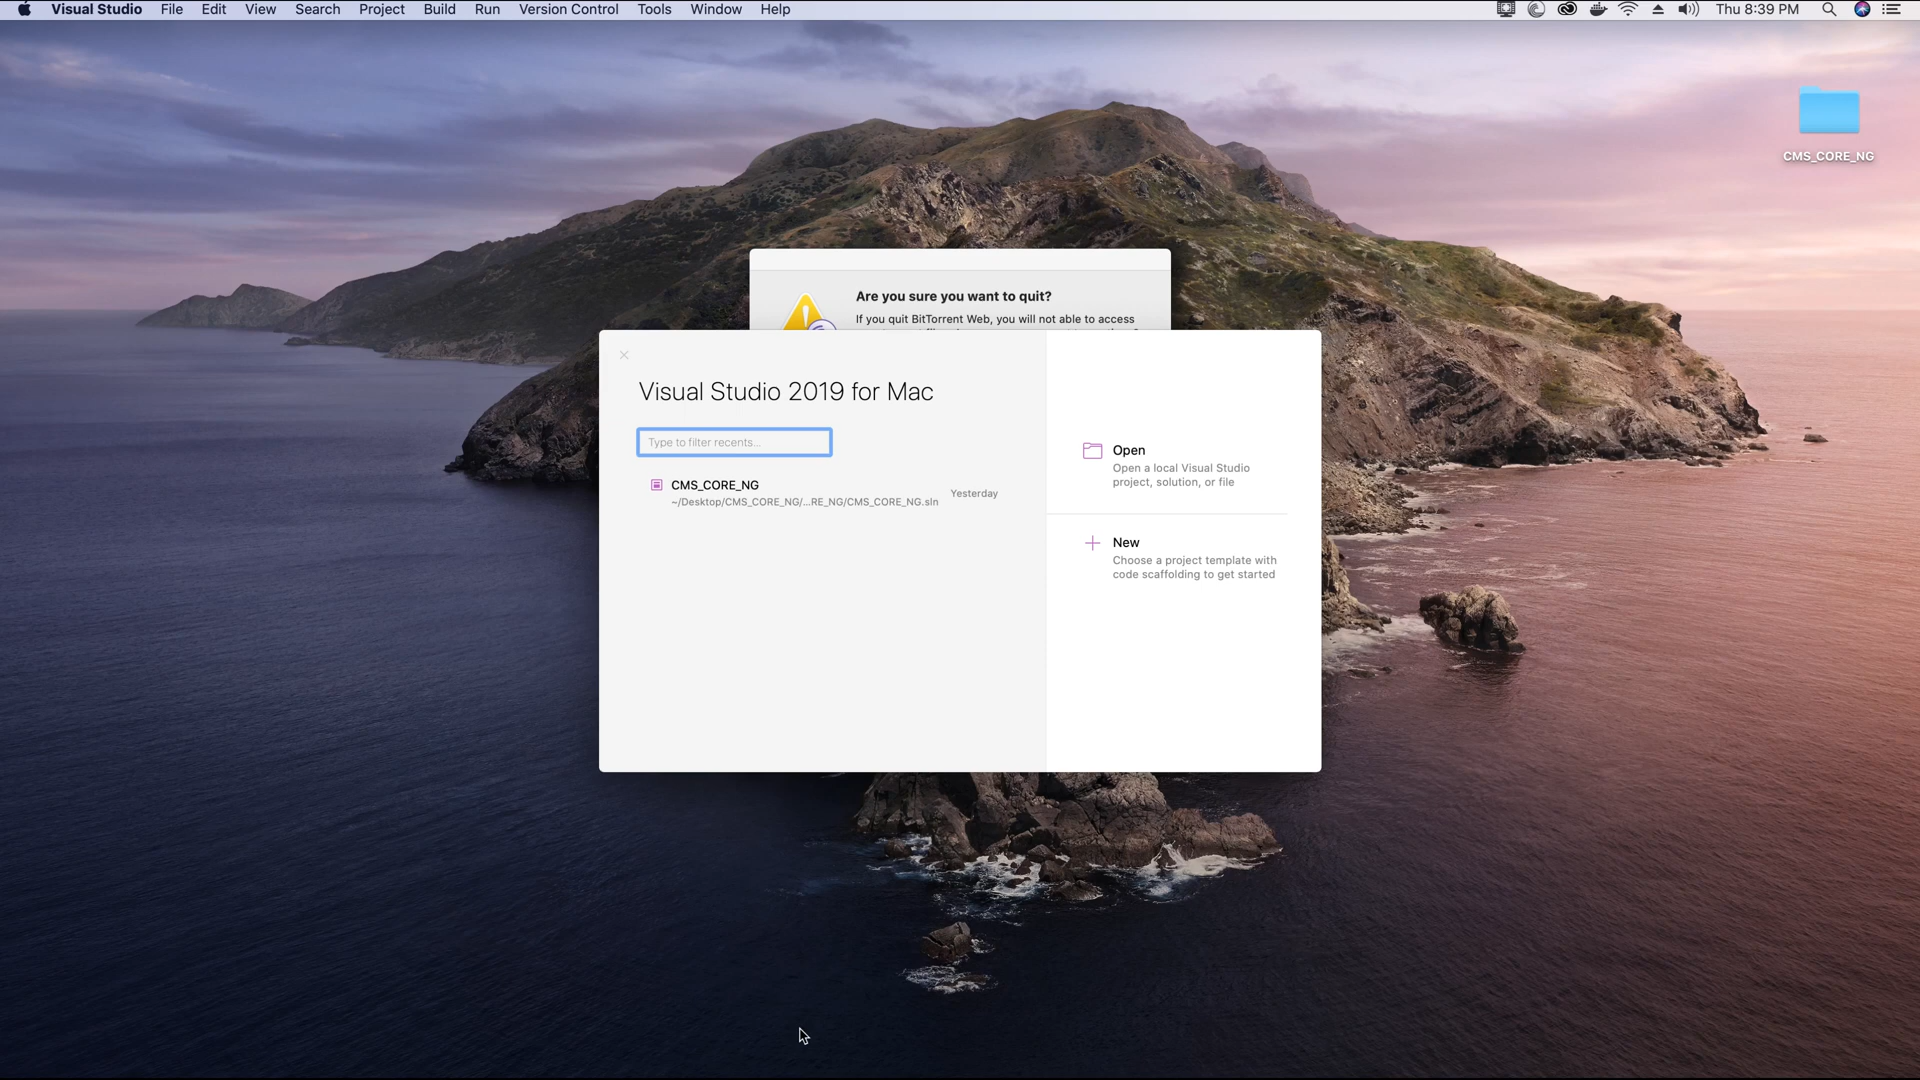 Visual Studio File Edit View Search Project Build Run Version Control Tools Window Help Thu 8:39 PM
CMS_CORE_NG
Are you sure you want to quit?
If you quit BitTorrent Web, you will not able to access
Visual Studio 2019 for Mac
Type to filter recents...
CMS_CORE_NG
~/Desktop/CMS_CORE_NG/...RE_NG/CMS_CORE_NG.sln
Yesterday
Open
Open a local Visual Studio
project, solution, or file
New
Choose a project template with
code scaffolding to get started